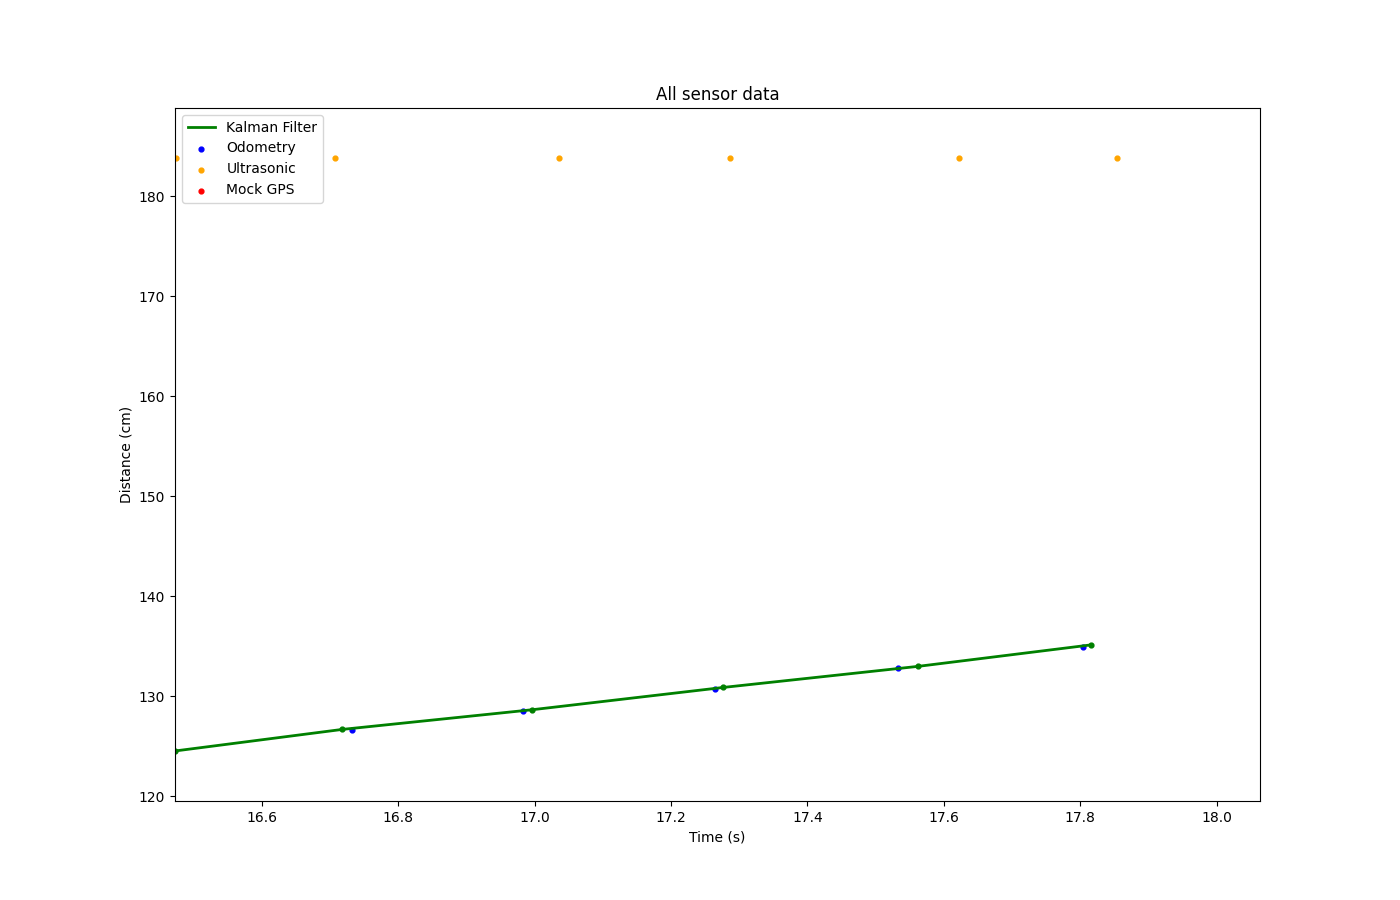 All sensor data
Kalman Filter
Odometry
Ultrasonic
Mock GPS
180
170
160
150
140
130
120
Distance (cm)
16.6 16.8 17.0 17.2 17.4 17.6 17.8 18.0
Time (s)